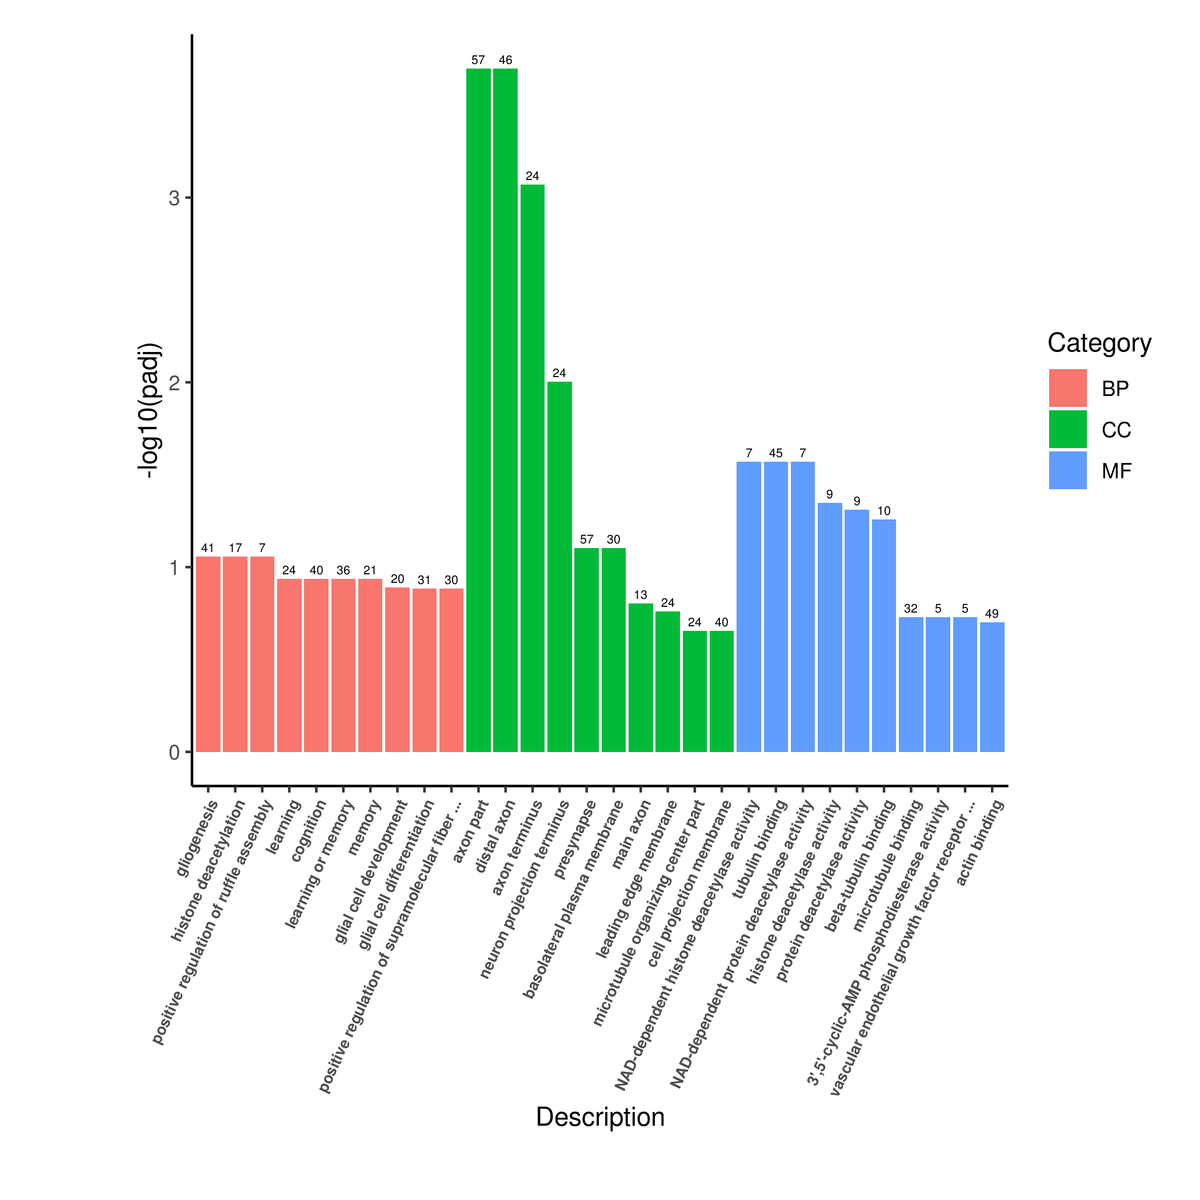 -log10(padj)
3
2
1
0
41
17
7
24
40
36
21
20
31
30
57
46
24
24
57
30
13
24
24
40
7
45
7
9
9
10
32
5
5
49
gliogenesis
histone deacetylation
positive regulation of ruffle assembly
learning
cognition
learning or memory
memory
glial cell development
glial cell differentiation
positive regulation of supramolecular fiber ...
axon part
distal axon
axon terminus
neuron projection terminus
presynapse
basolateral plasma membrane
main axon
leading edge membrane
microtubule organizing center part
cell projection membrane
NAD-dependent histone deacetylase activity
tubulin binding
NAD-dependent protein deacetylase activity
histone deacetylase activity
protein deacetylase activity
beta-tubulin binding
microtubule binding
3',5'-cyclic-AMP phosphodiesterase activity
vascular endothelial growth factor receptor ...
actin binding
Description
Category
BP
CC
MF